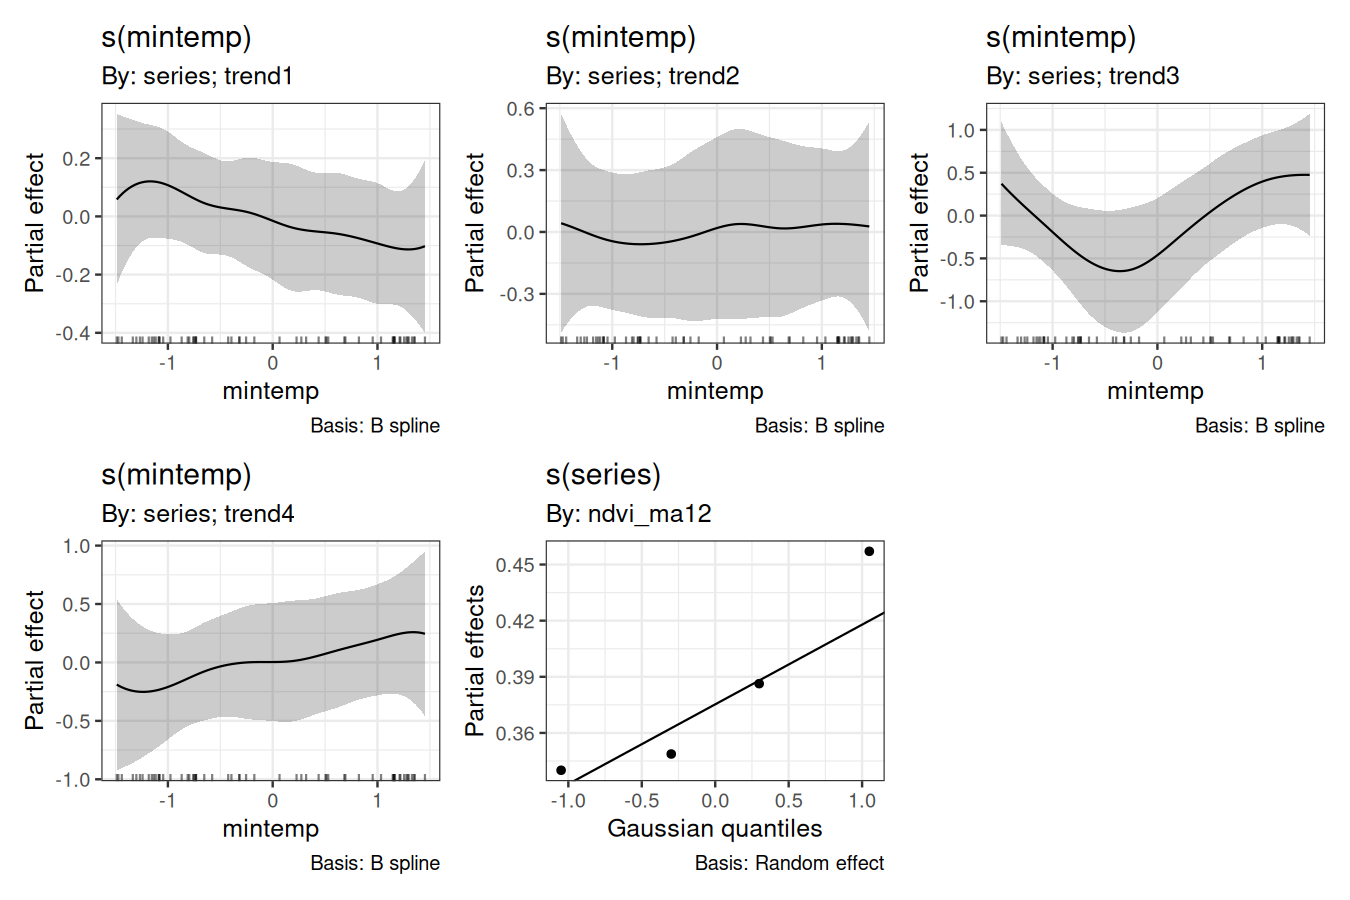 s(mintemp)
By: series; trend1
Partial effect
0.2
0.0
-0.2
-0.4
-1
0
1
mintemp
Basis: B spline
s(mintemp)
By: series; trend2
Partial effect
0.6
0.3
0.0
-0.3
-1
0
1
mintemp
Basis: B spline
s(mintemp)
By: series; trend3
Partial effect
1.0
0.5
0.0
-0.5
-1.0
-1
0
1
mintemp
Basis: B spline
s(mintemp)
By: series; trend4
Partial effect
1.0
0.5
0.0
-0.5
-1.0
-1
0
1
mintemp
Basis: B spline
s(series)
By: ndvi_ma12
Partial effects
0.45
0.42
0.39
0.36
-1.0
-0.5
0.0
0.5
1.0
Gaussian quantiles
Basis: Random effect